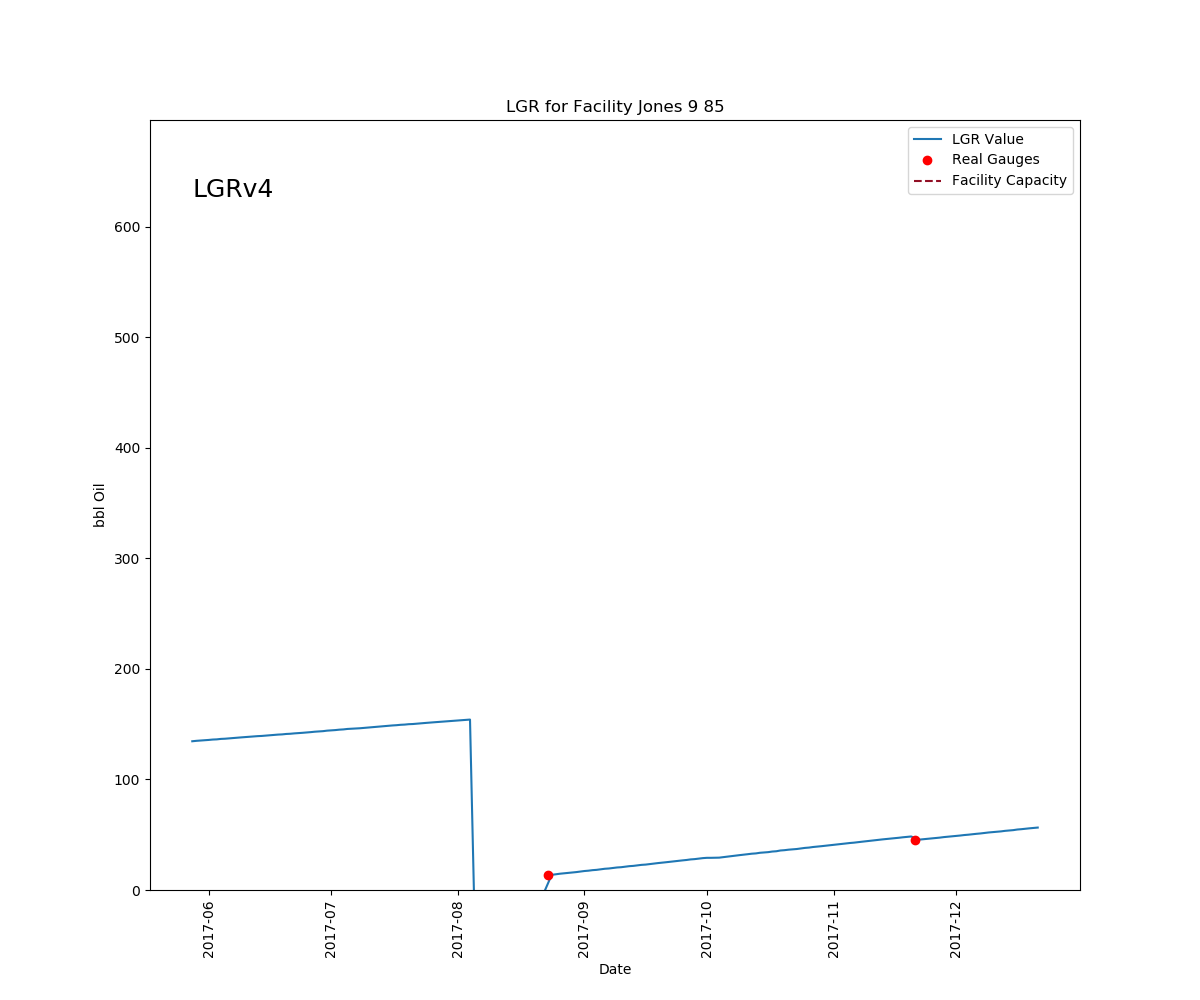 LGR for Facility Jones 9 85
LGRv4
LGR Value
Real Gauges
Facility Capacity
bbl Oil
600
500
400
300
200
100
0
2017-06
2017-07
2017-08
2017-09
2017-10
2017-11
2017-12
Date